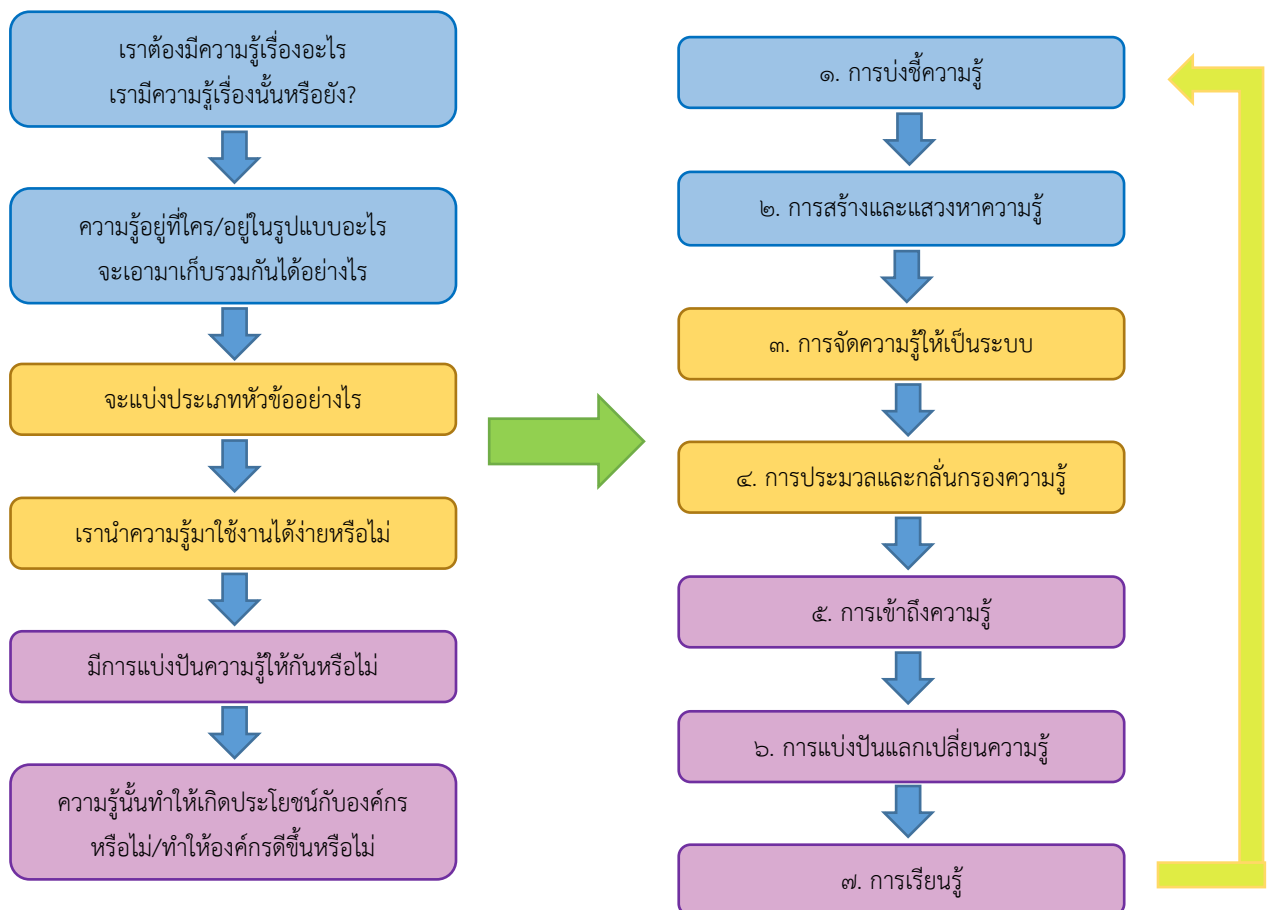 เราต้องมีความรู้เรื่องอะไร
เรามีความรู้เรื่องนั้นหรือยัง?
ความรู้อยู่ที่ใคร/อยู่ในรูปแบบอะไร
จะเอามาเก็บรวมกันได้อย่างไร
จะแบ่งประเภทหัวข้ออย่างไร
เรานำความรู้มาใช้งานได้ง่ายหรือไม่
มีการแบ่งปันความรู้ให้กันหรือไม่
ความรู้นั้นทำให้เกิดประโยชน์กับองค์กร
หรือไม่/ทำให้องค์กรดีขึ้นหรือไม่
๑. การบ่งชี้ความรู้
๒. การสร้างและแสวงหาความรู้
๓. การจัดความรู้ให้เป็นระบบ
๔. การประมวลและกลั่นกรองความรู้
๕. การเข้าถึงความรู้
๖. การแบ่งปันแลกเปลี่ยนความรู้
๗. การเรียนรู้